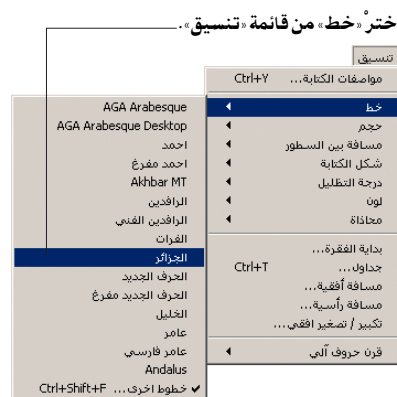 ختر ْ «خط» من قائمة «تنسيق».
تنسيق
مواصفات الكتابة... Ctrl+Y
خط
حجم
مسافة بين السطور
شكل الكتابة
درجة التظليل
لون
محاذاة
بداية الفقرة...
جداول... Ctrl+T
مسافة أفقية...
مسافة رأسية...
تكبير / تصغير افقي...
قرن حروف آلي
AGA Arabesque
AGA Arabesque Desktop
احمد
احمد مفرغ
Akhbar MT
الرافدين
الرافدين الفني
الفرات
الجزائر
الحرف الجديد
الحرف الجديد مفرغ
الخليل
عامر
عامر فارسي
Andalus
خطوط اخرى... Ctrl+Shift+F